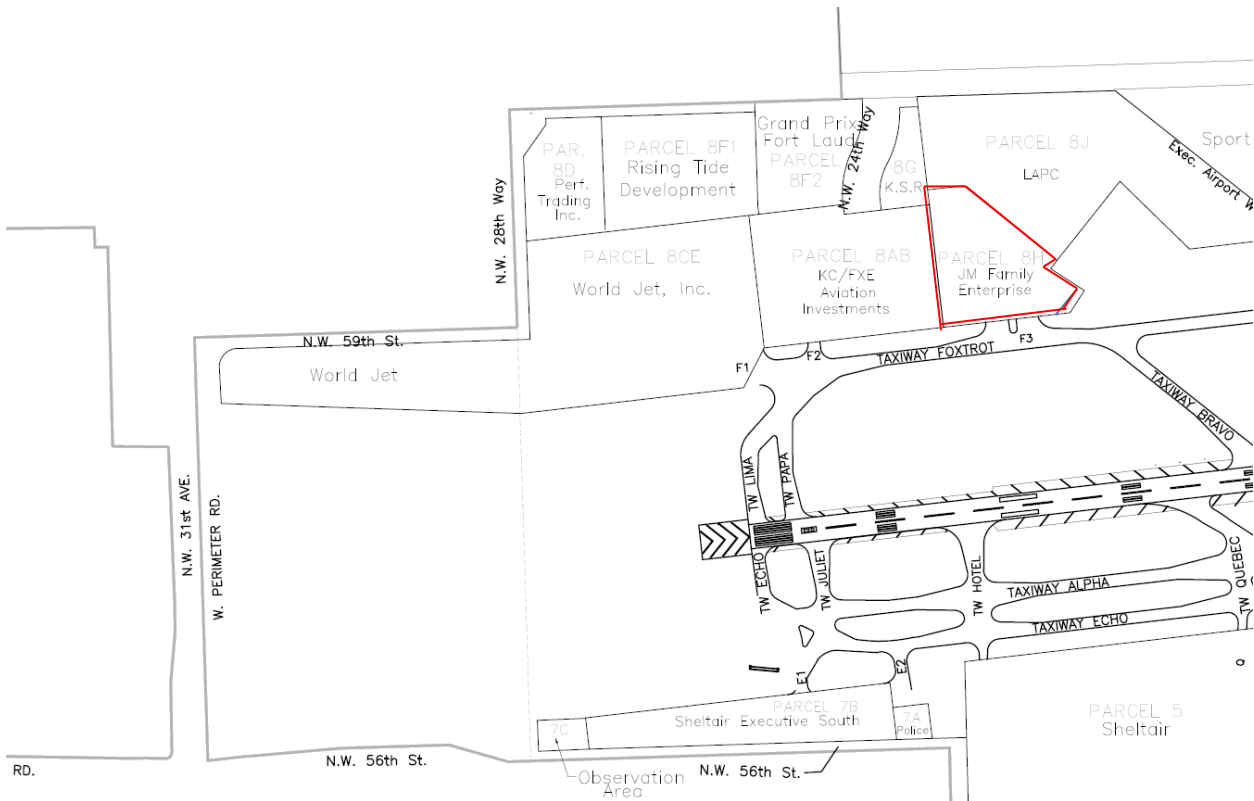 Grand Prix
Fort Laud
PARCEL
8F2
N.W. 24th Way
PAR.
8D
Perf.
Trading
Inc.
PARCEL 8F1
Rising Tide
Development
8G
K.S.R
PARCEL 8J
LAPC
Exec. Airport W
Sport
N.W. 28th Way
PARCEL 8CE
World Jet, Inc.
PARCEL 8AB
KC/FXE
Aviation
Investments
PARCEL 8H
JM Family
Enterprise
N.W. 59th St.
World Jet
F1
F2
TAXIWAY FOXTROT
F3
TAXIWAY BRAVO
N.W. 31st AVE.
W. PERIMETER RD.
TW LIMA
TW PAPA
TW ECHO
TW JULIET
TW HOTEL
TAXIWAY ALPHA
TAXIWAY ECHO
TW QUEBEC
E1
E2
Q
PARCEL 7B
Sheltair Executive South
7C
7A
Police
PARCEL 5
Sheltair
RD.
N.W. 56th St.
Observation
Area
N.W. 56th St.